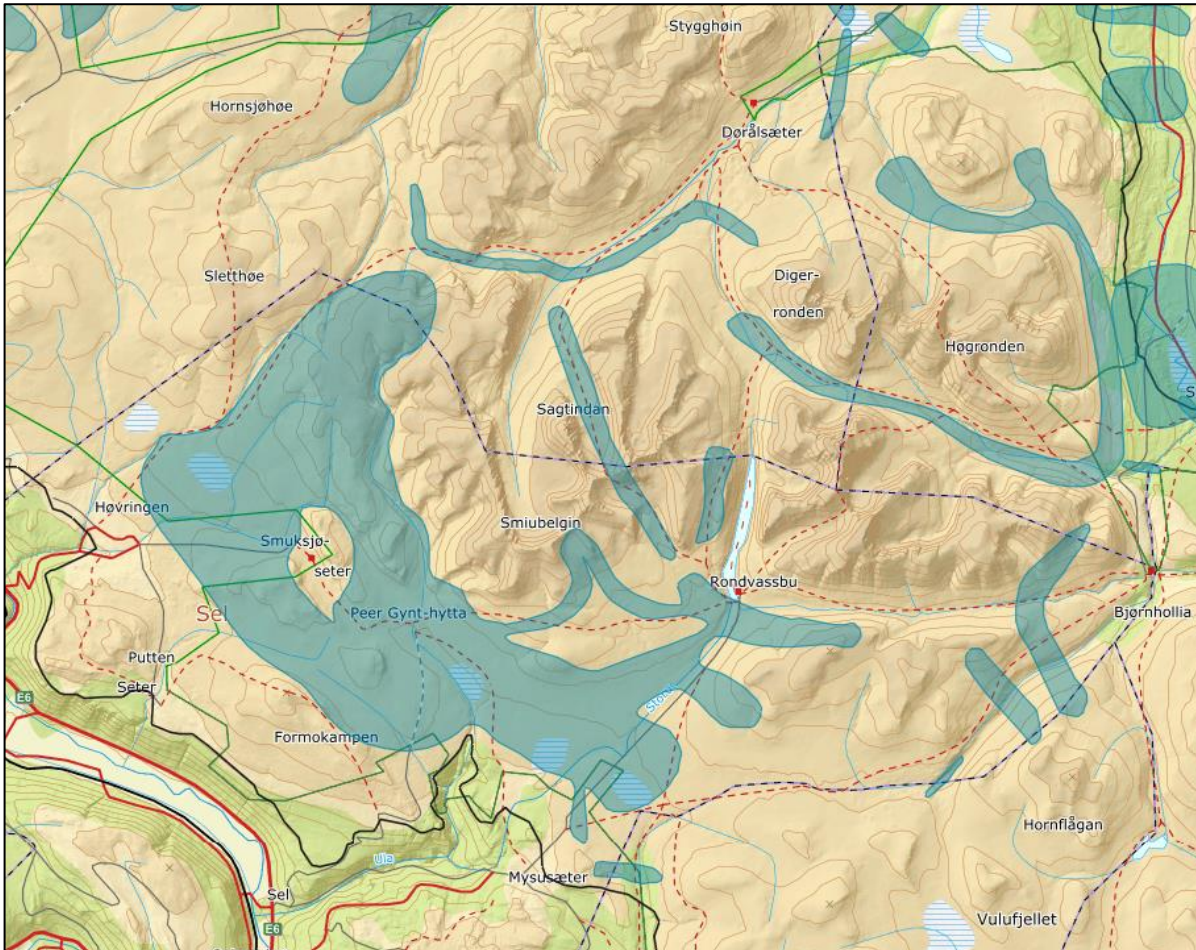 Stygghøin
Hornsjøhøe
Dørålsæter
Sletthøe
Diger-
ronden
Høgronden
S
Sagtindan
Høvringen
Smiubelgin
Smuksjø-
seter
Rondvassbu
Sel
Peer Gynt-hytta
Bjørnhollia
Putten
Seter
E6
Formokampen
Hornflågan
Ula
Mysusæter
Sel
Vulufjellet
E6